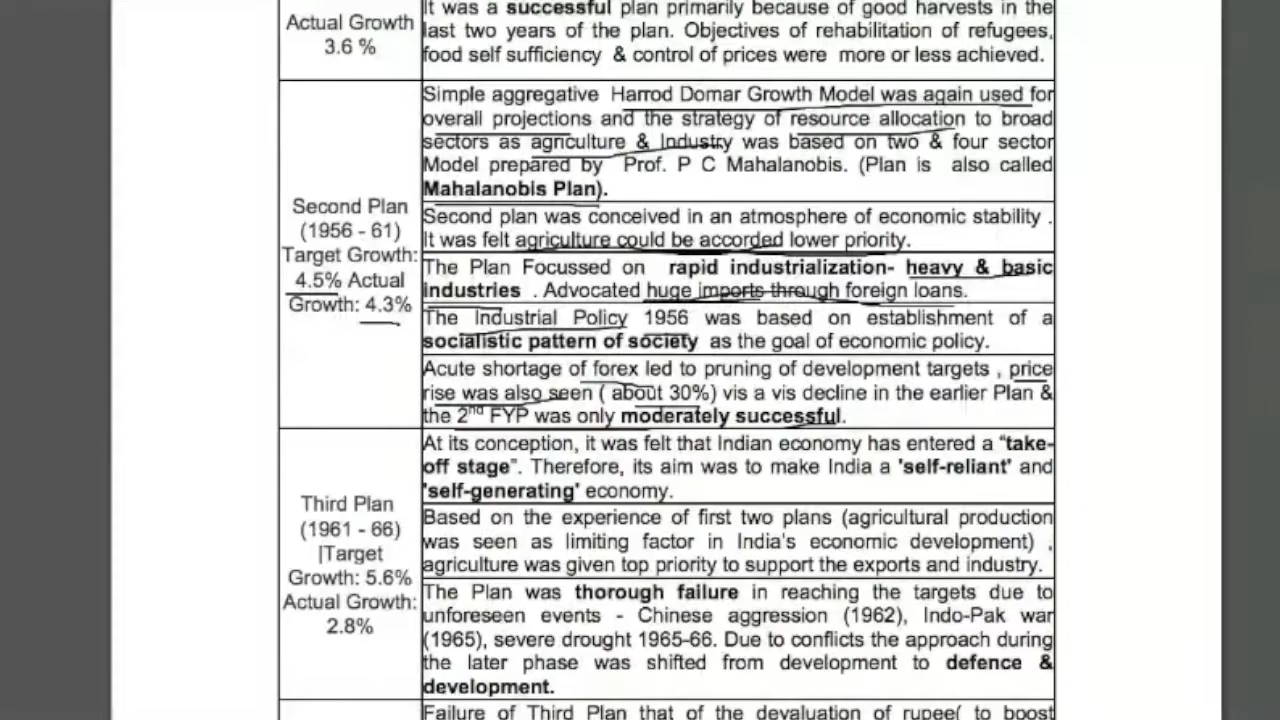 Actual Growth
3.6 %
It was a successful plan primarily because of good harvests in the
last two years of the plan. Objectives of rehabilitation of refugees,
food self sufficiency & control of prices were more or less achieved.
Second Plan
(1956 - 61)
Target Growth:
4.5% Actual
Growth: 4.3%
Simple aggregative Harrod Domar Growth Model was again used for
overall projections and the strategy of resource allocation to broad
sectors as agriculture & Industry was based on two & four sector
Model prepared by Prof. P C Mahalanobis. (Plan is also called
Mahalanobis Plan).
Second plan was conceived in an atmosphere of economic stability .
It was felt agriculture could be accorded lower priority.
The Plan Focussed on rapid industrialization- heavy & basic
industries . Advocated huge imports through foreign loans.
The Industrial Policy 1956 was based on establishment of a
socialistic pattern of society as the goal of economic policy.
Acute shortage of forex led to pruning of development targets , price
rise was also seen ( about 30%) vis a vis decline in the earlier Plan &
the 2nd FYP was only moderately successful.
Third Plan
(1961 - 66)
|Target
Growth: 5.6%
Actual Growth:
2.8%
At its conception, it was felt that Indian economy has entered a “take-
off stage”. Therefore, its aim was to make India a 'self-reliant' and
'self-generating' economy.
Based on the experience of first two plans (agricultural production
was seen as limiting factor in India's economic development) ,
agriculture was given top priority to support the exports and industry.
The Plan was thorough failure in reaching the targets due to
unforeseen events - Chinese aggression (1962), Indo-Pak war
(1965), severe drought 1965-66. Due to conflicts the approach during
the later phase was shifted from development to defence &
development.
Failure of Third Plan that of the devaluation of rupee( to boost